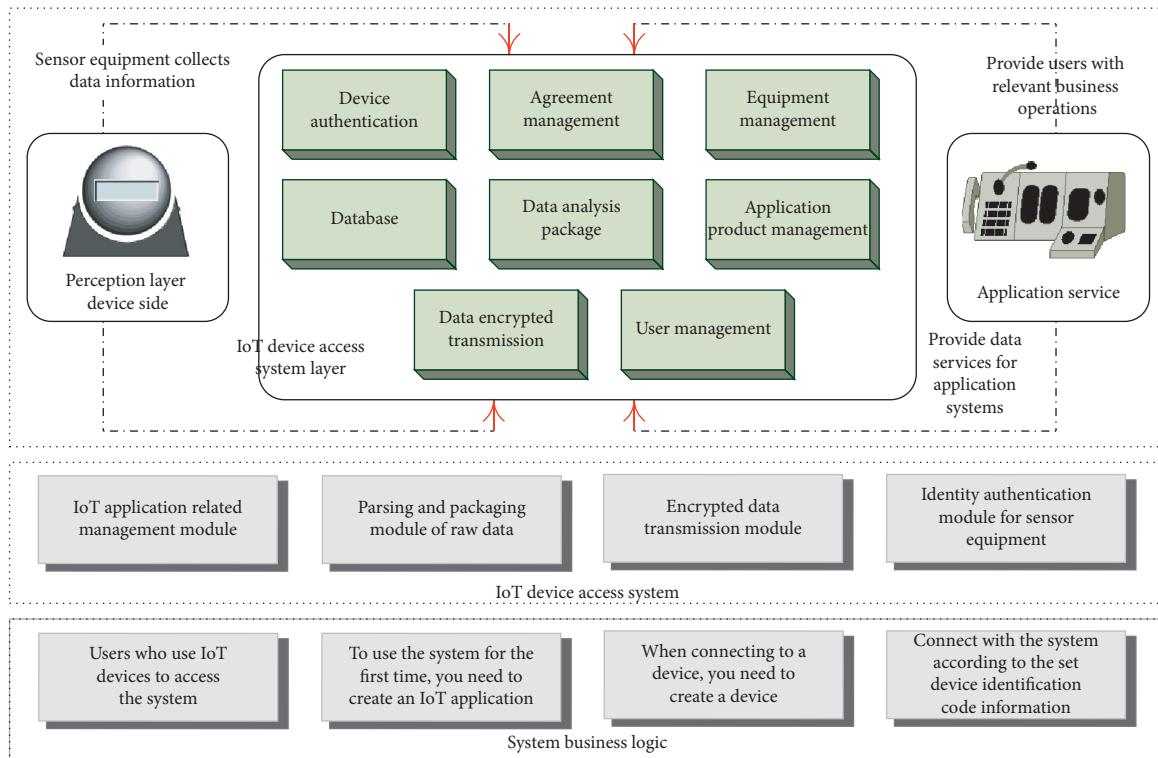 Sensor equipment collects
data information
Provide users with
relevant business
operations
Device
authentication
Agreement
management
Equipment
management
Database
Data analysis
package
Application
product management
Perception layer
device side
Application service
Data encrypted
transmission
User management
IoT device access
system layer
Provide data
services for
application
systems
IoT application related
management module
Parsing and packaging
module of raw data
Encrypted data
transmission module
Identity authentication
module for sensor
equipment
IoT device access system
Users who use IoT
devices to access
the system
To use the system for the
first time, you need to
create an IoT application
When connecting to a
device, you need to
create a device
Connect with the system
according to the set
device identification
code information
System business logic